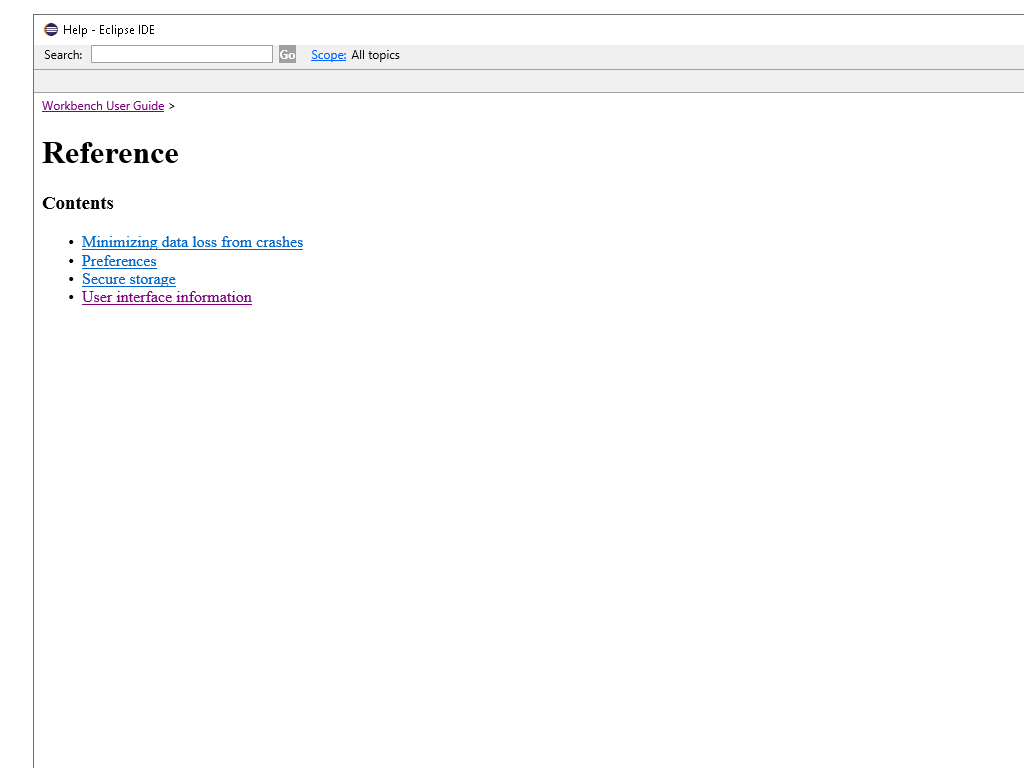 Help - Eclipse IDE
Search: Go Scope: All topics
Workbench User Guide >
Reference
Contents
• Minimizing data loss from crashes
• Preferences
• Secure storage
• User interface information